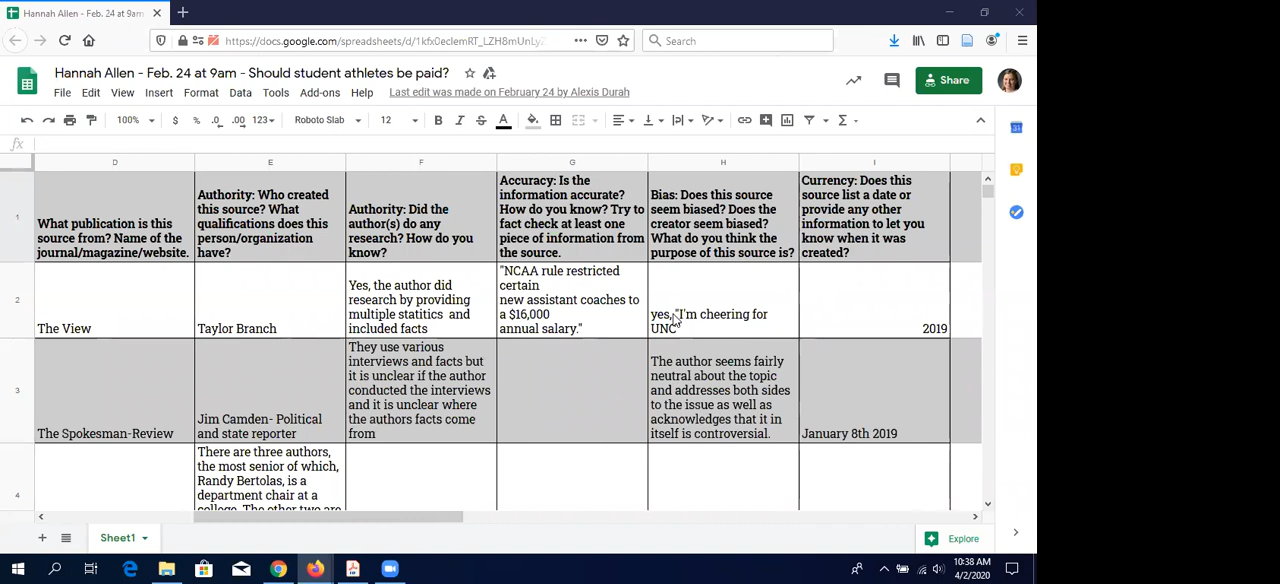 Hannah Allen - Feb. 24 at 9am
https://docs.google.com/spreadsheets/d/1kfx0ecIemRT_LZH8mUnLy
Search
Hannah Allen - Feb. 24 at 9am - Should student athletes be paid?
File Edit View Insert Format Data Tools Add-ons Help Last edit was made on February 24 by Alexis Durah
Share
100% $ % .0 .00 123 Roboto Slab 12 B I S A
fx
D E F G H I
1
What publication is this
source from? Name of the
journal/magazine/website.
Authority: Who created
this source? What
qualifications does this
person/organization
have?
Authority: Did the
author(s) do any
research? How do you
know?
Accuracy: Is the
information accurate?
How do you know? Try to
fact check at least one
piece of information from
the source.
Bias: Does this source
seem biased? Does the
creator seem biased?
What do you think the
purpose of this source is?
Currency: Does this
source list a date or
provide any other
information to let you
know when it was
created?
2
The View
Taylor Branch
Yes, the author did
research by providing
multiple statitics and
included facts
"NCAA rule restricted
certain
new assistant coaches to
a $16,000
annual salary."
yes, "I'm cheering for
UNC"
2019
3
The Spokesman-Review
Jim Camden- Political
and state reporter
They use various
interviews and facts but
it is unclear if the author
conducted the interviews
and it is unclear where
the authors facts come
from
The author seems fairly
neutral about the topic
and addresses both sides
to the issue as well as
acknowledges that it in
itself is controversial.
January 8th 2019
4
There are three authors,
the most senior of which,
Randy Bertolas, is a
department chair at a
college. The other two are
Sheet1
Explore
10:38 AM
4/2/2020